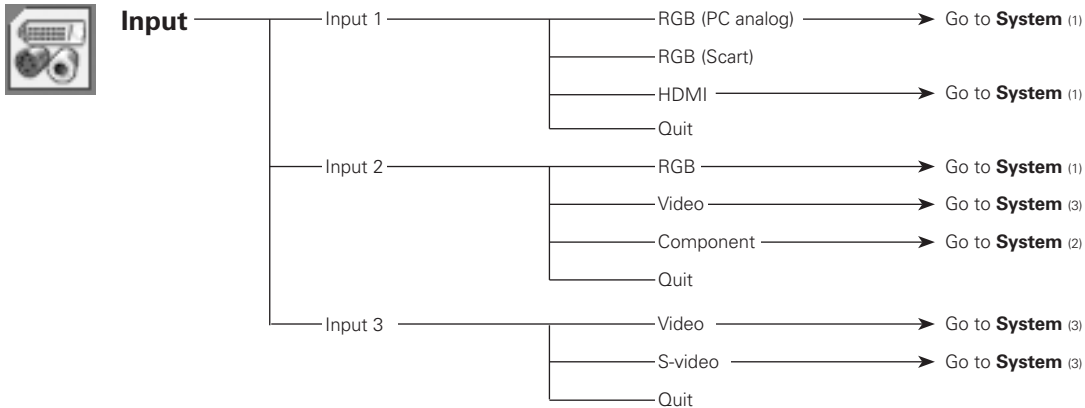 Input
Input 1
RGB (PC analog)
Go to System (1)
RGB (Scart)
HDMI
Go to System (1)
Quit
Input 2
RGB
Go to System (1)
Video
Go to System (3)
Component
Go to System (2)
Quit
Input 3
Video
Go to System (3)
S-video
Go to System (3)
Quit